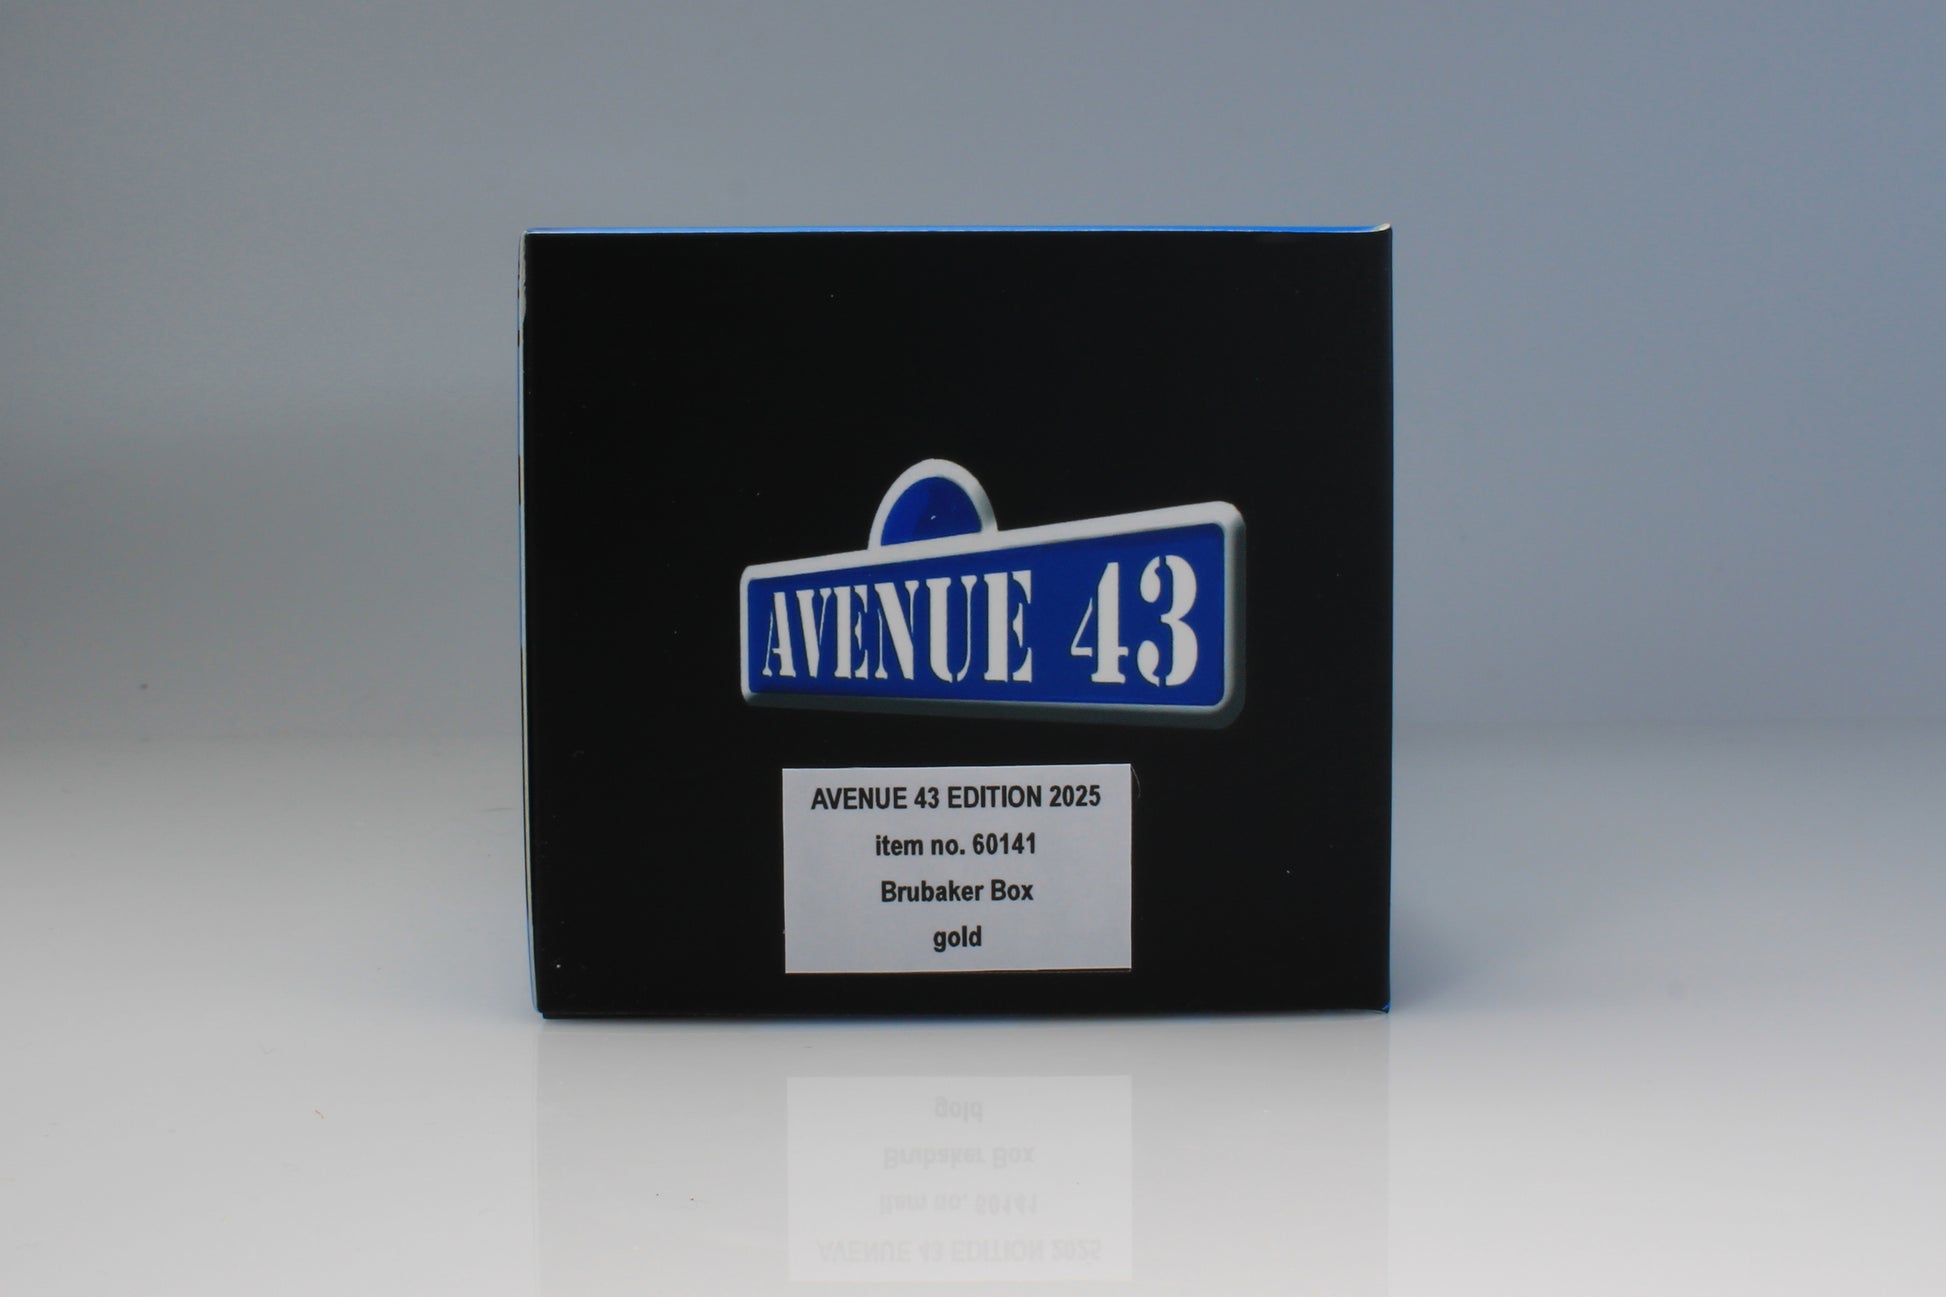 AVENUE 43
AVENUE 43 EDITION 2025
item no. 60141
Brubaker Box
gold